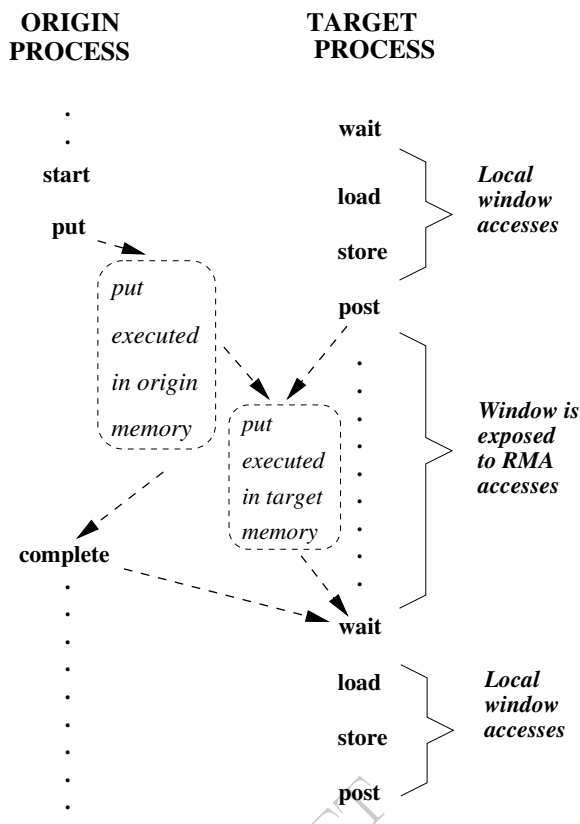 ORIGIN
PROCESS
TARGET
PROCESS
wait
start
load
Local
window
accesses
put
store
put
executed
in origin
memory
post
put
executed
in target
memory
Window is
exposed
to RMA
accesses
complete
wait
load
store
post
Local
window
accesses